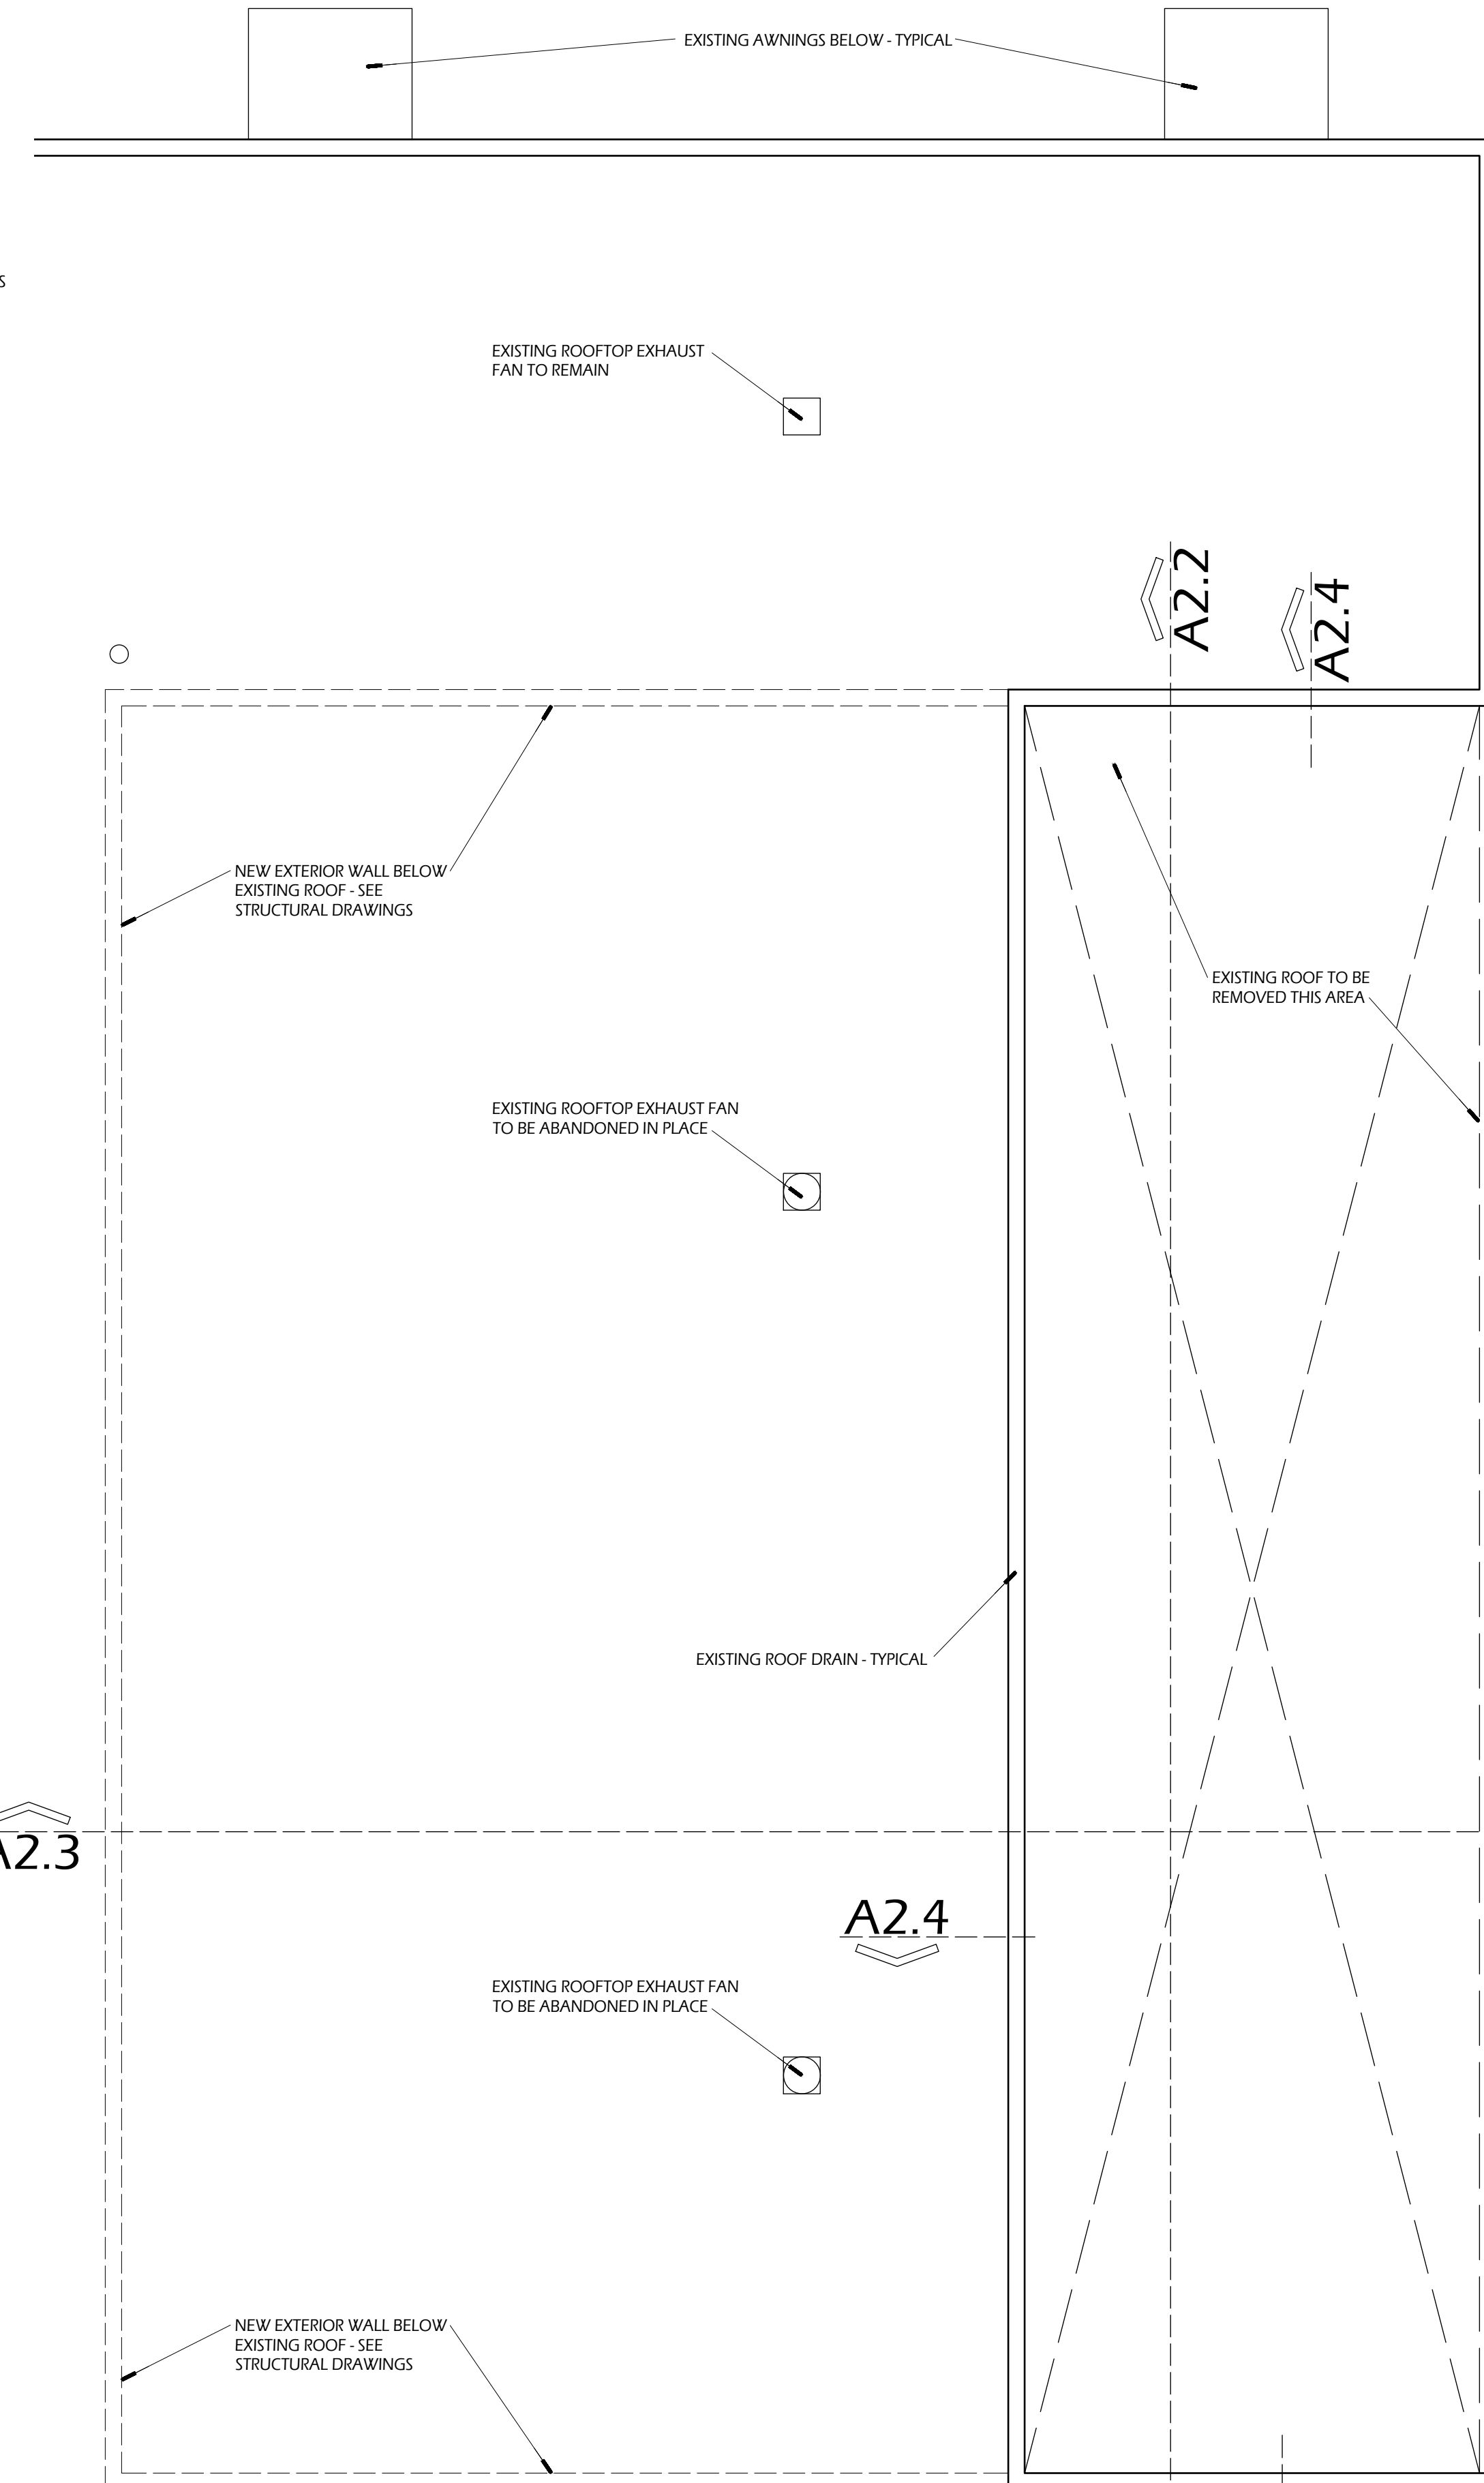 EXISTING AWNINGS BELOW - TYPICAL
S
EXISTING ROOFTOP EXHAUST
FAN TO REMAIN
A2.2
A2.4
NEW EXTERIOR WALL BELOW
EXISTING ROOF - SEE
STRUCTURAL DRAWINGS
EXISTING ROOF TO BE
REMOVED THIS AREA
EXISTING ROOFTOP EXHAUST FAN
TO BE ABANDONED IN PLACE
EXISTING ROOF DRAIN - TYPICAL
A2.3
A2.4
EXISTING ROOFTOP EXHAUST FAN
TO BE ABANDONED IN PLACE
NEW EXTERIOR WALL BELOW
EXISTING ROOF - SEE
STRUCTURAL DRAWINGS